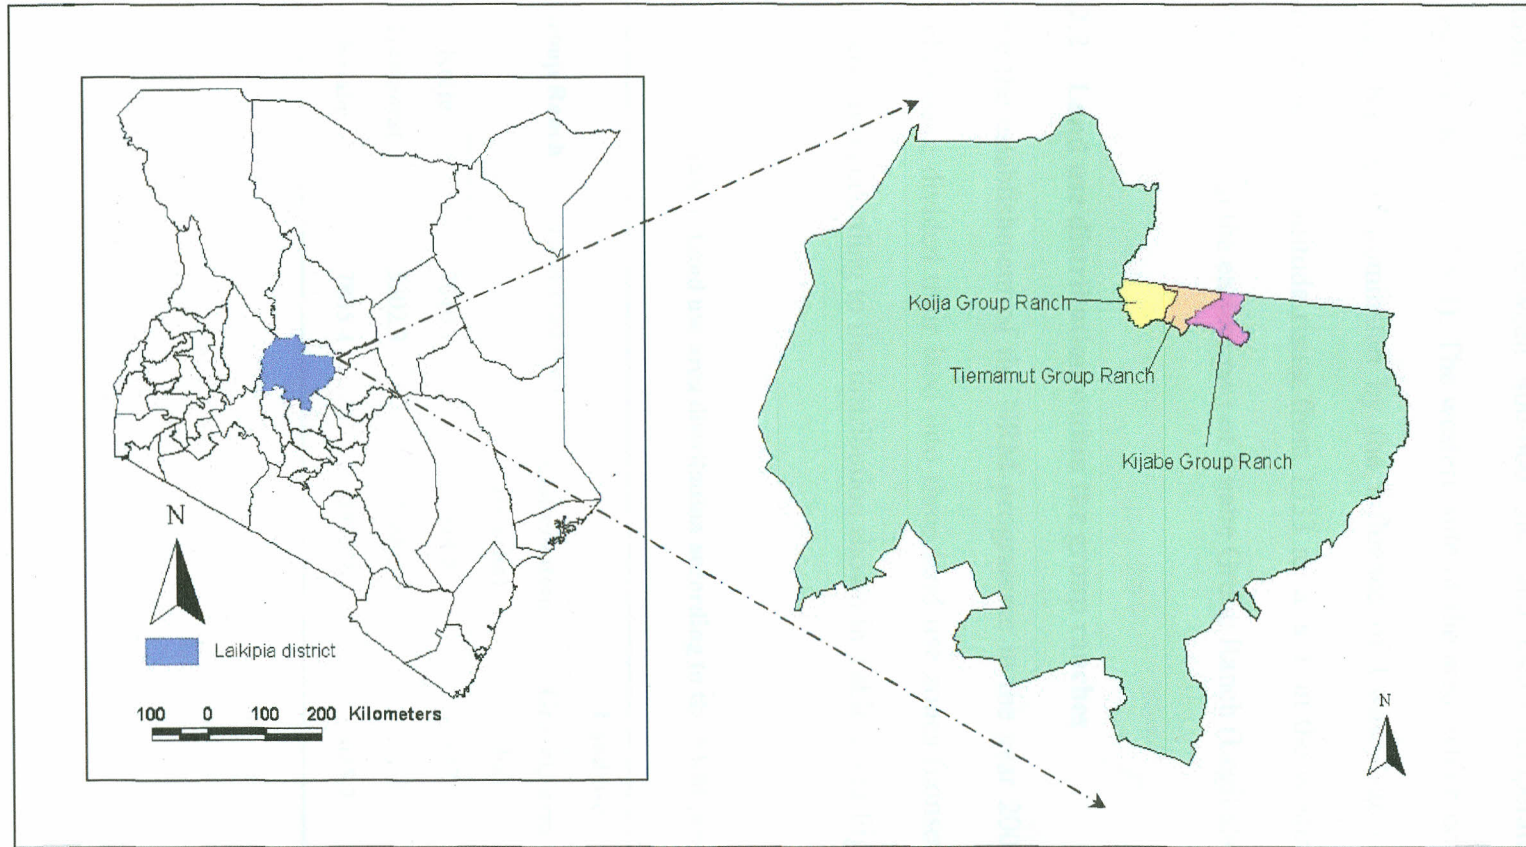 N
Laikipia district
100 0 100 200 Kilometers
Koija Group Ranch
Tiemamut Group Ranch
Kijabe Group Ranch
N